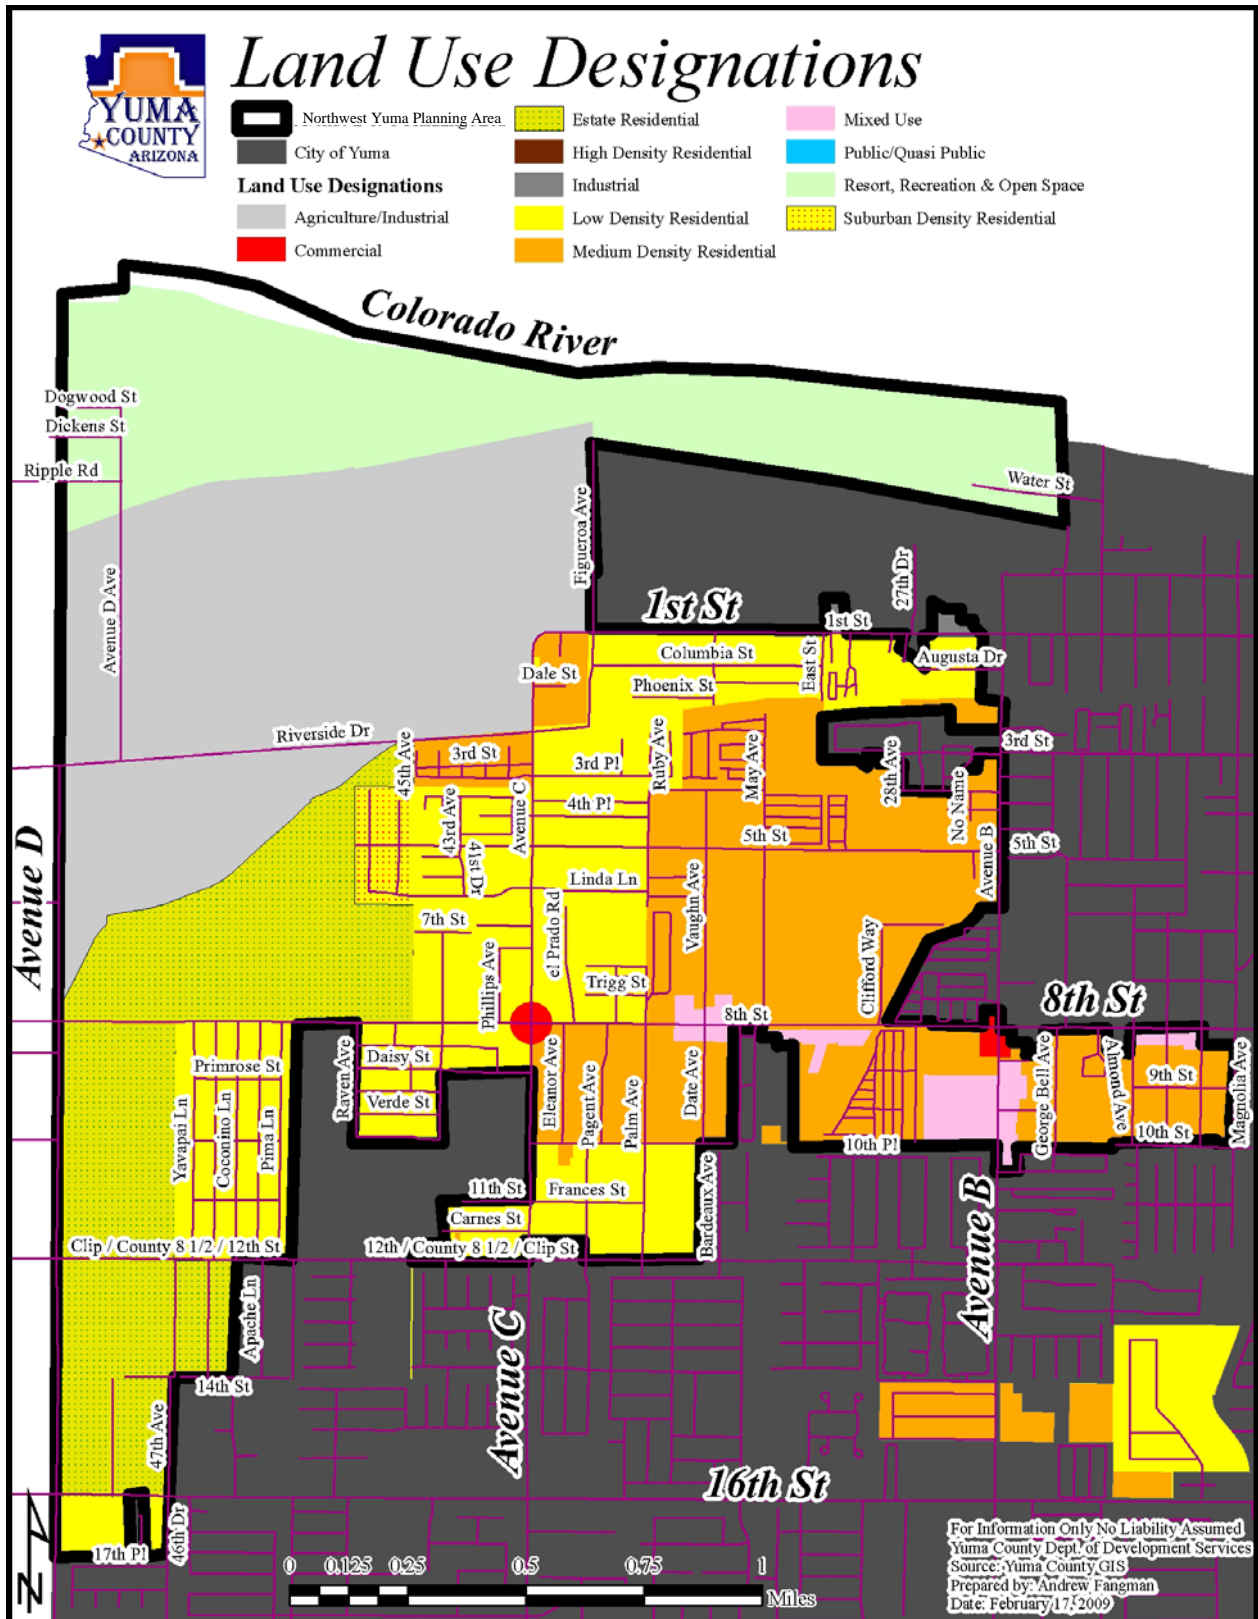 Land Use Designations
YUMA
COUNTY
ARIZONA
Northwest Yuma Planning Area
City of Yuma
Land Use Designations
Agriculture/Industrial
Commercial
Estate Residential
High Density Residential
Industrial
Low Density Residential
Medium Density Residential
Mixed Use
Public/Quasi Public
Resort, Recreation & Open Space
Suburban Density Residential
Colorado River
Dogwood St
Dickens St
Ripple Rd
Water St
Figueroa Ave
Avenue D Ave
27th Dr
1st St
1st St
Columbia St
East St
Augusta Dr
Dale St
Phoenix St
Riverside Dr
3rd St
3rd St
45th Ave
3rd Pl
Ruby Ave
May Ave
28th Ave
No Name
4th Pl
43rd Ave
Avenue C
5th St
5th St
Avenue B
41st Dr
Linda Ln
Vaughn Ave
Avenue D
7th St
el Prado Rd
Clifford Way
Phillips Ave
Trigg St
8th St
8th St
Raven Ave
Daisy St
Primrose St
Verde St
Eleanor Ave
Pagent Ave
Palm Ave
Date Ave
George Bell Ave
Almond Ave
9th St
Magnolia Ave
10th St
10th Pl
Yavapai Ln
Coconino Ln
Pima Ln
11th St
Frances St
Carnes St
Bardeaux Ave
Clip / County 8 1/2 / 12th St
12th / County 8 1/2 / Clip St
Avenue B
Apache Ln
Avenue C
14th St
47th Ave
16th St
46th Dr
17th Pl
N
0 0.125 0.25 0.5 0.75 1
Miles
For Information Only No Liability Assumed
Yuma County Dept. of Development Services
Source: Yuma County GIS
Prepared by: Andrew Fangman
Date: February 17, 2009